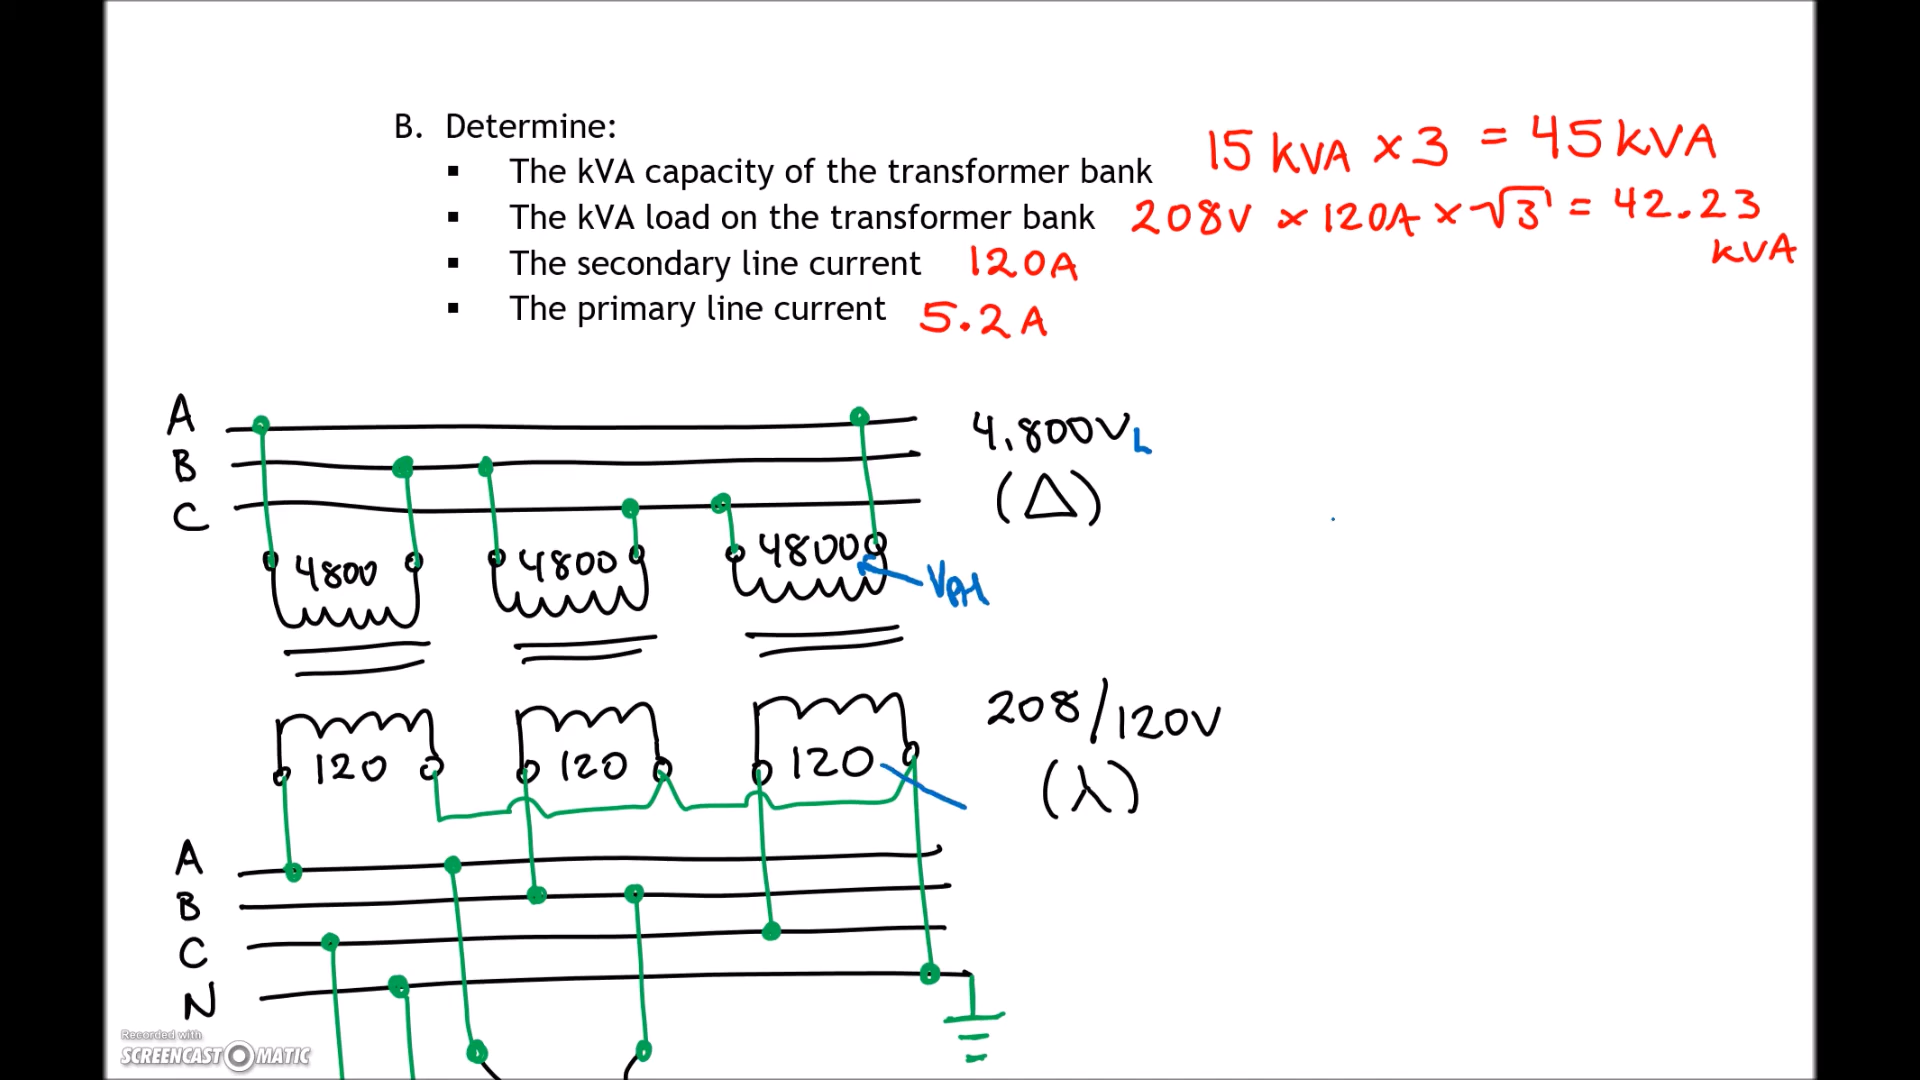 B. Determine:
▪ The kVA capacity of the transformer bank 15 kVA × 3 = 45 kVA
▪ The kVA load on the transformer bank 208V × 120A × √3 = 42.23 kVA
▪ The secondary line current 120A
▪ The primary line current 5.2 A
A
B
C
4,800V L
(Δ)
4800 4800 4800
VPH
120 120 120
208/120V
(⅄)
A
B
C
N
Recorded with
SCREENCAST-O-MATIC